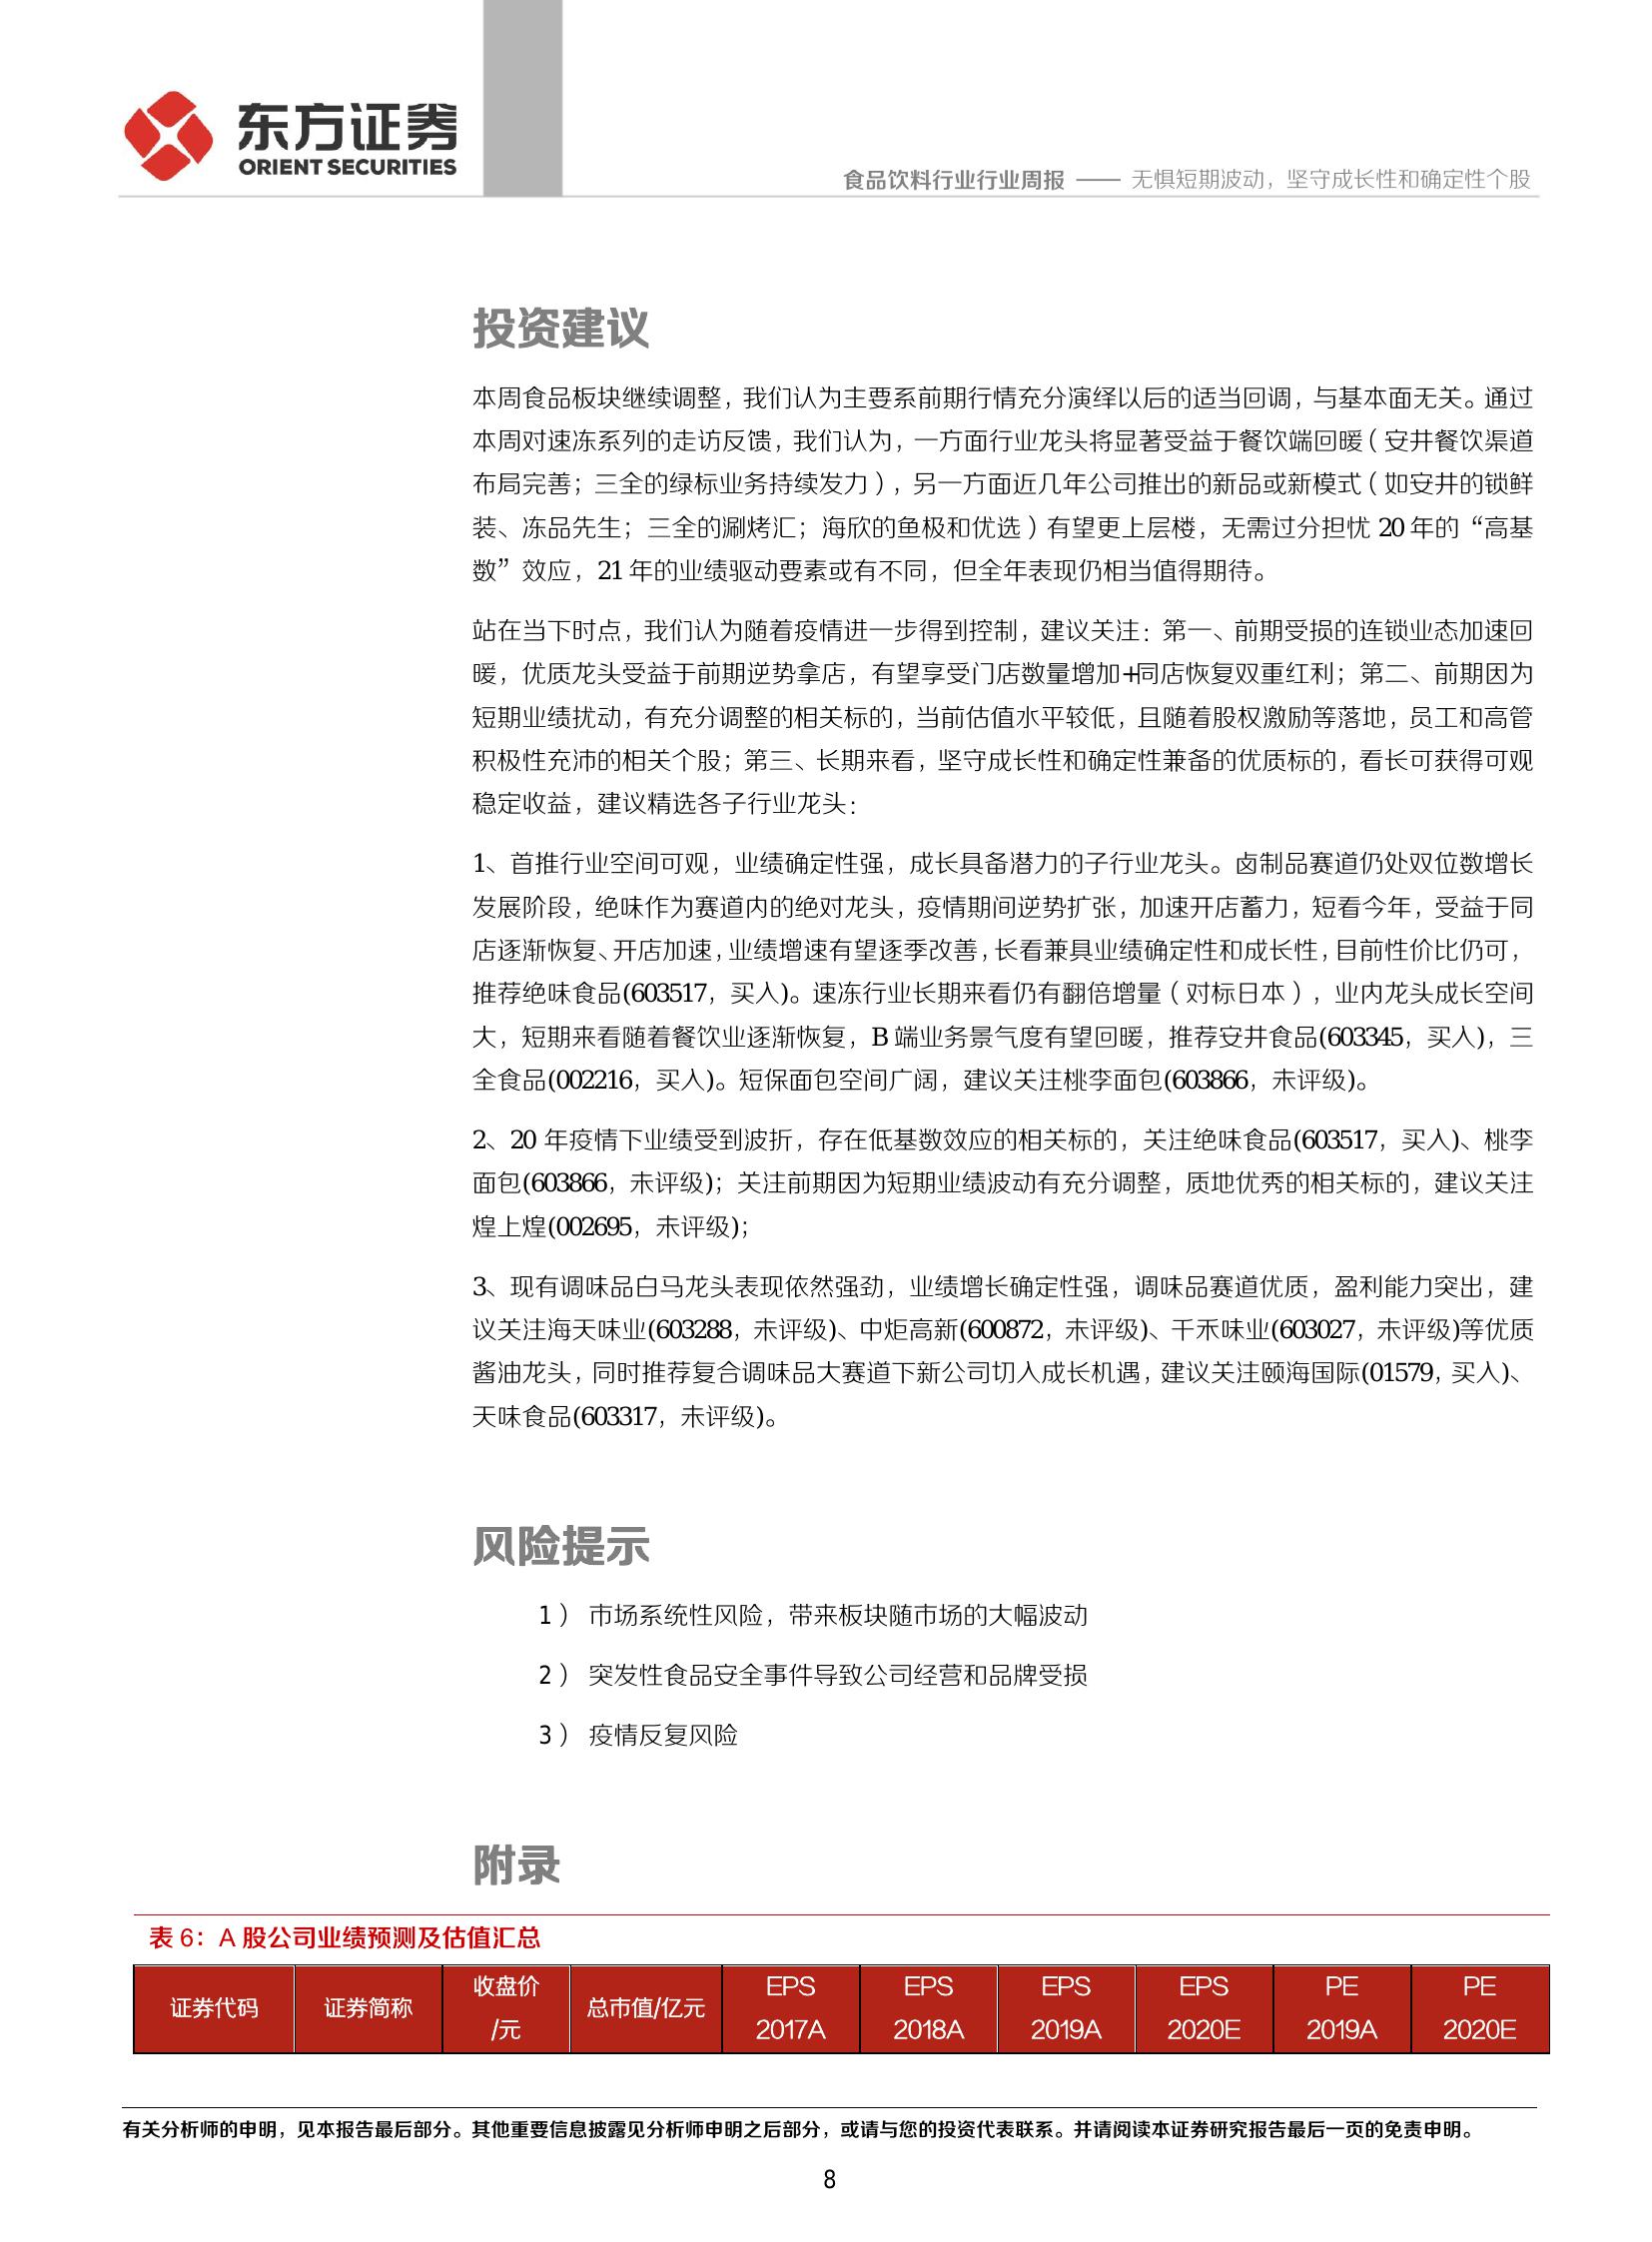 东方证券
ORIENT SECURITIES
食品饮料行业行业周报 —— 无惧短期波动，坚守成长性和确定性个股
投资建议
本周食品板块继续调整，我们认为主要系前期行情充分演绎以后的适当回调，与基本面无关。通过
本周对速冻系列的走访反馈，我们认为，一方面行业龙头将显著受益于餐饮端回暖（安井餐饮渠道
布局完善；三全的绿标业务持续发力），另一方面近几年公司推出的新品或新模式（如安井的锁鲜
装、冻品先生；三全的涮烤汇；海欣的鱼极和优选）有望更上层楼，无需过分担忧 20 年的“高基
数”效应，21 年的业绩驱动要素或有不同，但全年表现仍相当值得期待。
站在当下时点，我们认为随着疫情进一步得到控制，建议关注：第一、前期受损的连锁业态加速回
暖，优质龙头受益于前期逆势拿店，有望享受门店数量增加+同店恢复双重红利；第二、前期因为
短期业绩扰动，有充分调整的相关标的，当前估值水平较低，且随着股权激励等落地，员工和高管
积极性充沛的相关个股；第三、长期来看，坚守成长性和确定性兼备的优质标的，看长可获得可观
稳定收益，建议精选各子行业龙头：
1、首推行业空间可观，业绩确定性强，成长具备潜力的子行业龙头。卤制品赛道仍处双位数增长
发展阶段，绝味作为赛道内的绝对龙头，疫情期间逆势扩张，加速开店蓄力，短看今年，受益于同
店逐渐恢复、开店加速，业绩增速有望逐季改善，长看兼具业绩确定性和成长性，目前性价比仍可，
推荐绝味食品(603517，买入)。速冻行业长期来看仍有翻倍增量（对标日本），业内龙头成长空间
大，短期来看随着餐饮业逐渐恢复，B 端业务景气度有望回暖，推荐安井食品(603345，买入)，三
全食品(002216，买入)。短保面包空间广阔，建议关注桃李面包(603866，未评级)。
2、20 年疫情下业绩受到波折，存在低基数效应的相关标的，关注绝味食品(603517，买入)、桃李
面包(603866，未评级)；关注前期因为短期业绩波动有充分调整，质地优秀的相关标的，建议关注
煌上煌(002695，未评级)；
3、现有调味品白马龙头表现依然强劲，业绩增长确定性强，调味品赛道优质，盈利能力突出，建
议关注海天味业(603288，未评级)、中炬高新(600872，未评级)、千禾味业(603027，未评级)等优质
酱油龙头，同时推荐复合调味品大赛道下新公司切入成长机遇，建议关注颐海国际(01579，买入)、
天味食品(603317，未评级)。
风险提示
1） 市场系统性风险，带来板块随市场的大幅波动
2） 突发性食品安全事件导致公司经营和品牌受损
3） 疫情反复风险
附录
表 6：A 股公司业绩预测及估值汇总
证券代码 证券简称 收盘价/元 总市值/亿元 EPS 2017A EPS 2018A EPS 2019A EPS 2020E PE 2019A PE 2020E
有关分析师的申明，见本报告最后部分。其他重要信息披露见分析师申明之后部分，或请与您的投资代表联系。并请阅读本证券研究报告最后一页的免责申明。
8